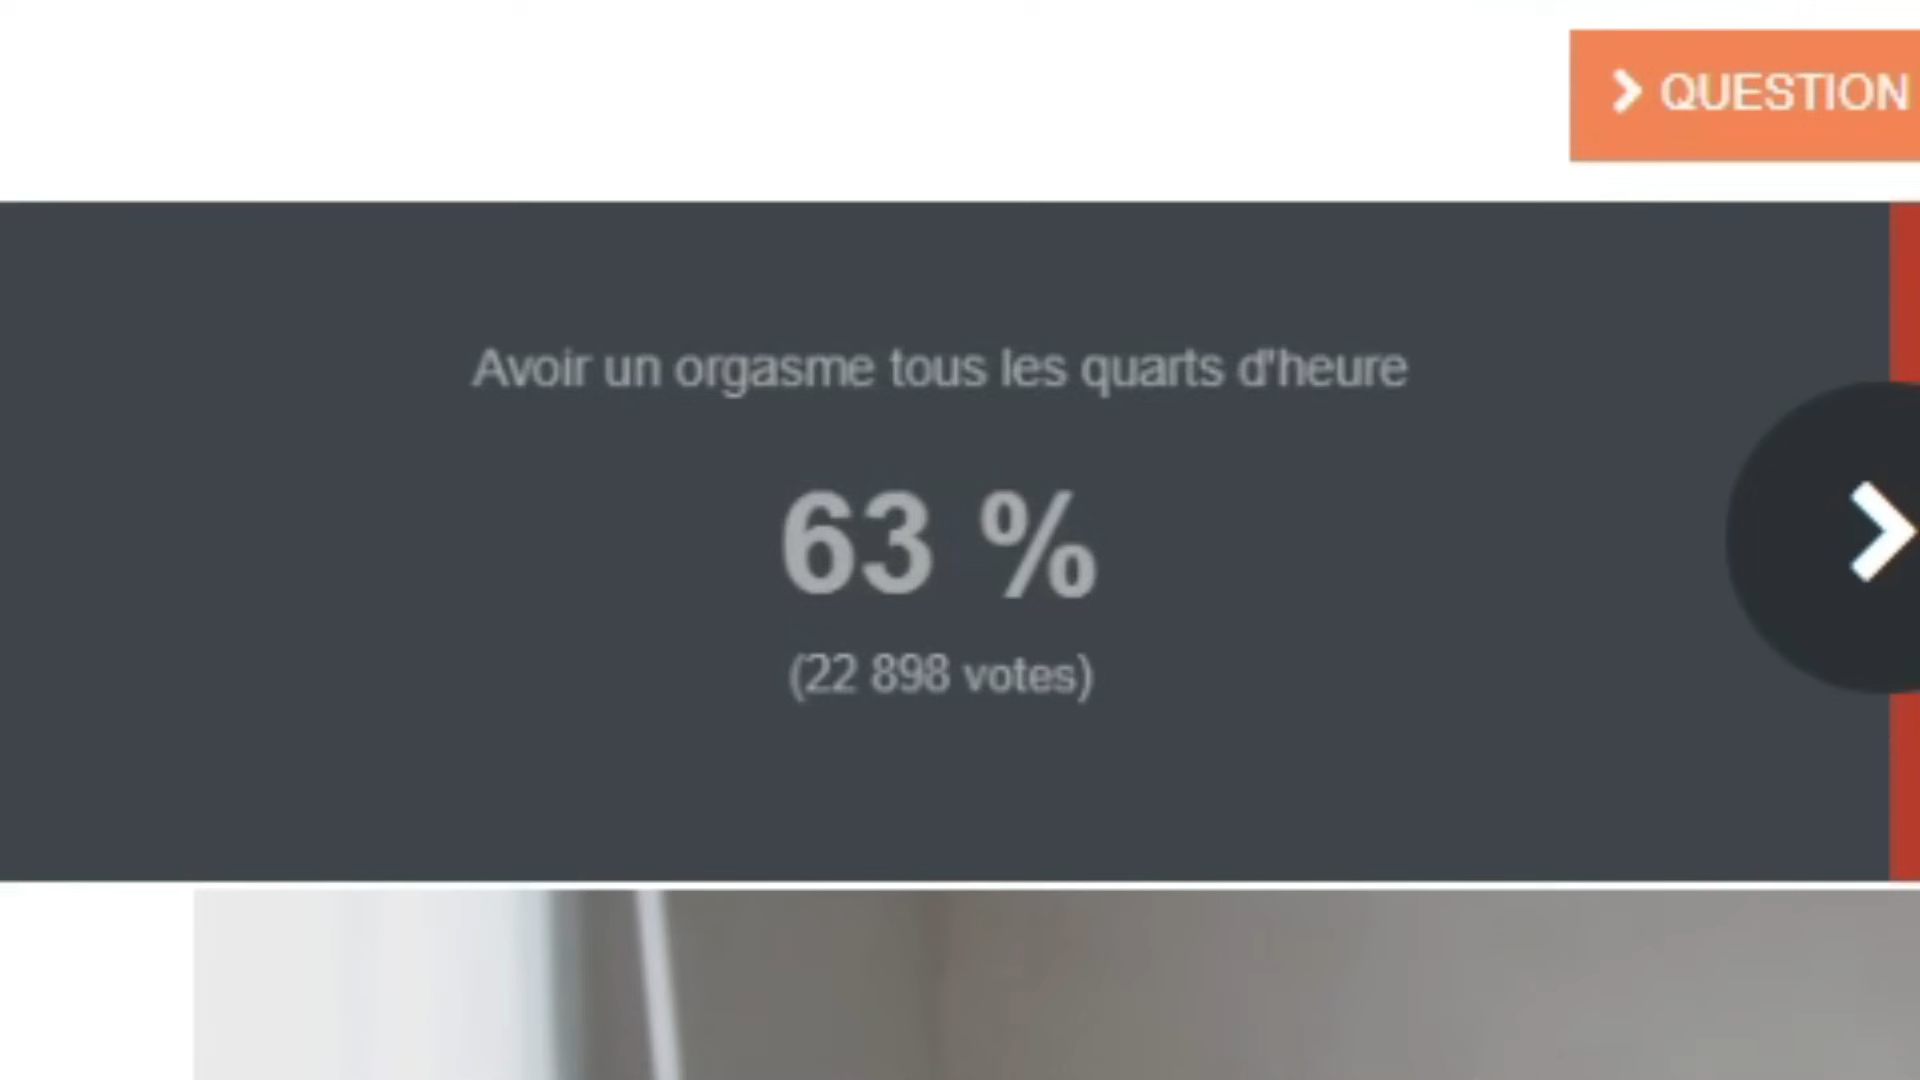 QUESTION
Avoir un orgasme tous les quarts d'heure
63 %
(22 898 votes)